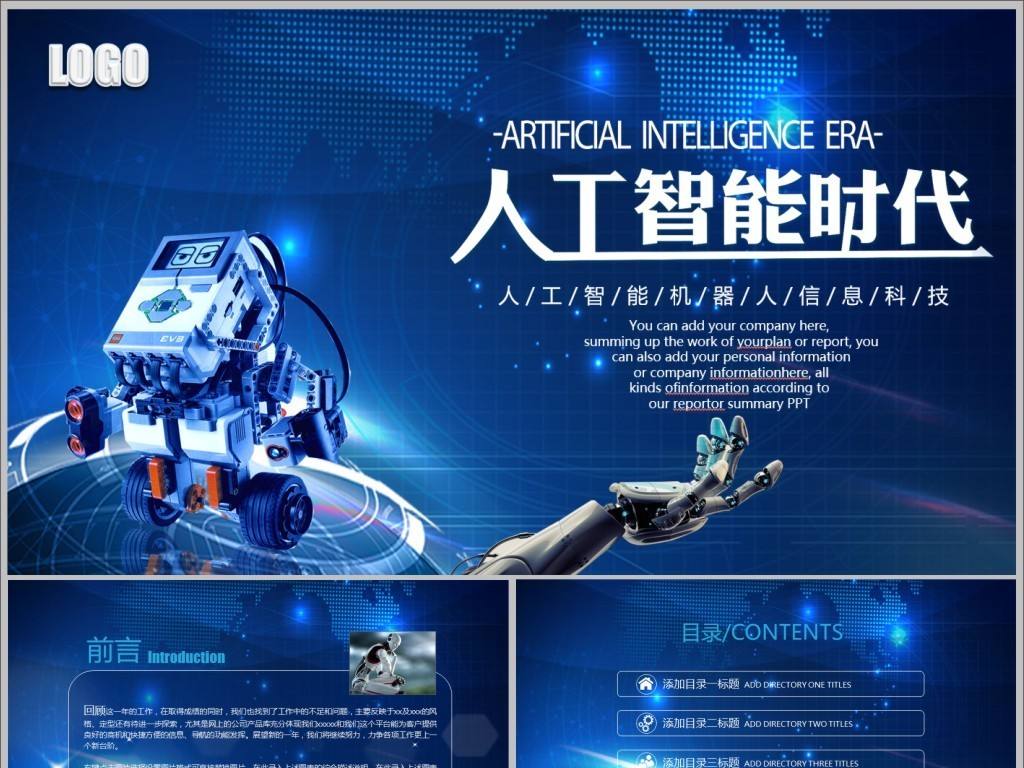 LOGO
-ARTIFICIAL INTELLIGENCE ERA-
人工智能时代
人/工/智/能/机/器/人/信/息/科/技
You can add your company here,
summing up the work of yourplan or report, you
can also add your personal information
or company informationhere, all
kinds ofinformation according to
our reportor summary PPT
EV3
前言 Introduction
回顾这一年的工作，在取得成绩的同时，我们也找到了工作中的不足和问题，主要反映于xx及xxx的风
格、定型还有待进一步探索，尤其是网上的公司产品库充分体现我们xxxxx和我们这个平台能为客户提供
良好的商机和快捷方便的信息、导航的功能发挥。展望新的一年，我们将继续努力，力争各项工作更上一
个新台阶。
目录/CONTENTS
添加目录一标题 ADD DIRECTORY ONE TITLES
添加目录二标题 ADD DIRECTORY TWO TITLES
添加目录三标题 ADD DIRECTORY THREE TITLES